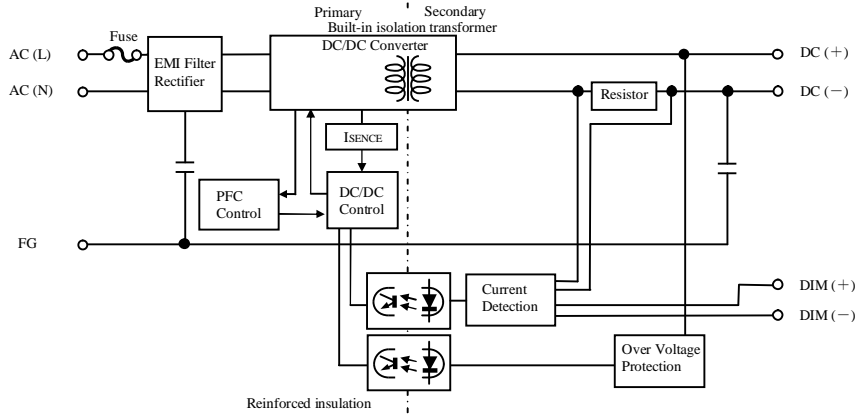 Primary
Secondary
Built-in isolation transformer
Fuse
DC/DC Converter
AC (L)
DC (+)
EMI Filter
Rectifier
AC (N)
Resistor
DC (−)
ISENCE
PFC
Control
DC/DC
Control
FG
Current
Detection
DIM (+)
DIM (−)
Over Voltage
Protection
Reinforced insulation